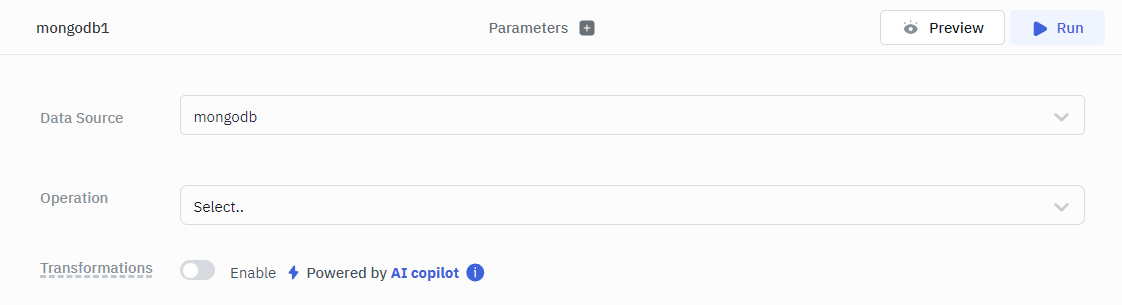 mongodb1 Parameters Preview Run
Data Source mongodb
Operation Select..
Transformations Enable Powered by AI copilot